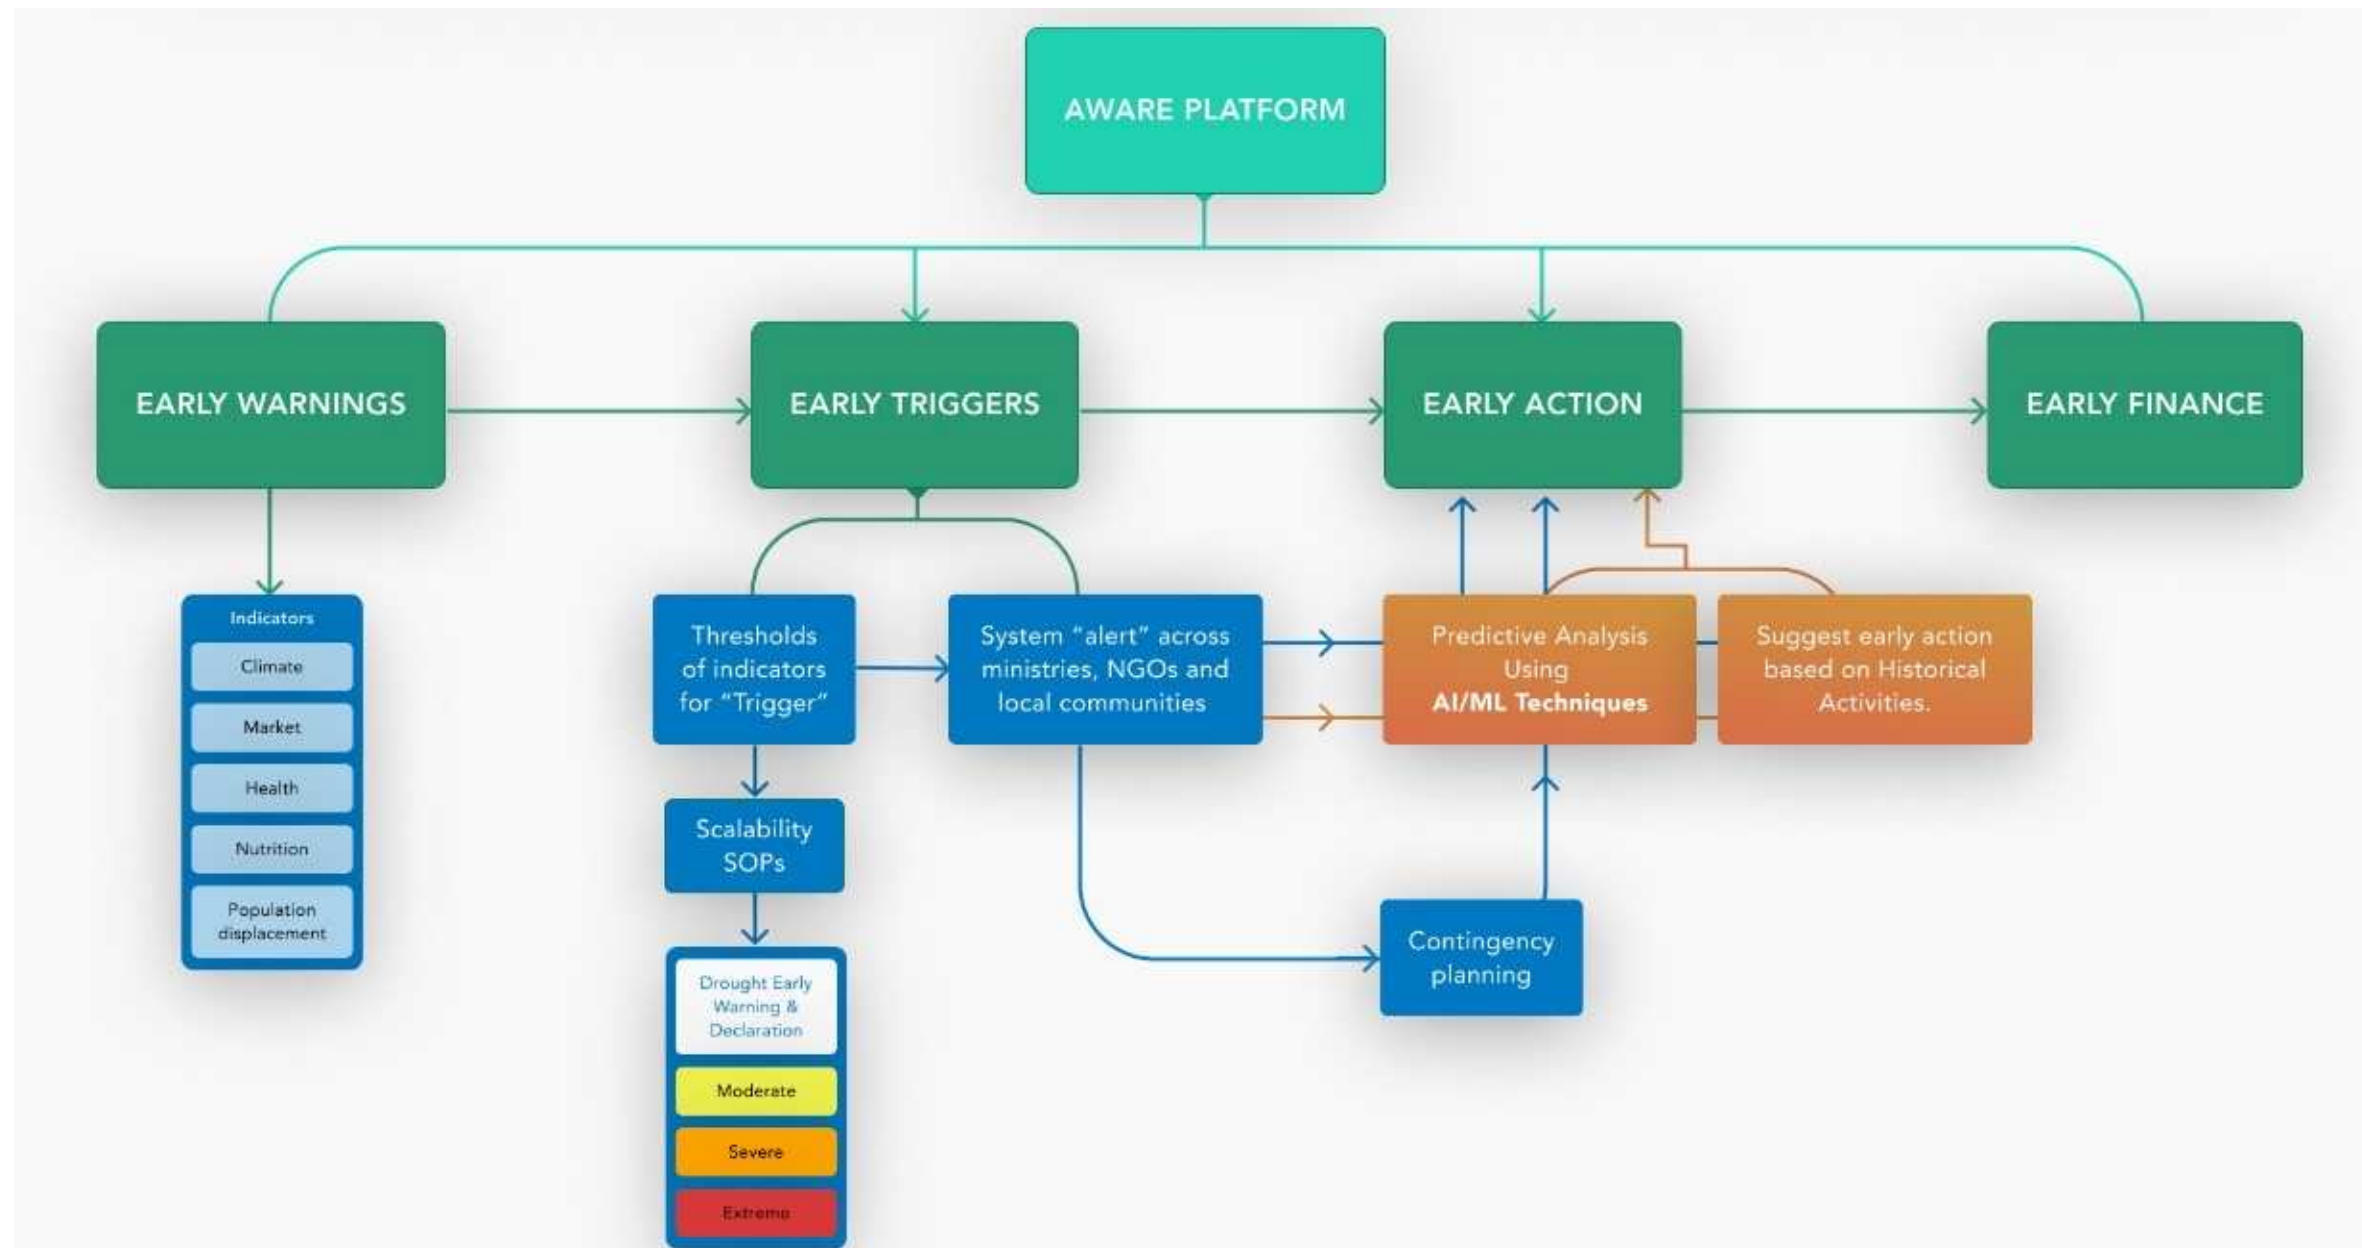 AWARE PLATFORM
EARLY WARNINGS
EARLY TRIGGERS
EARLY ACTION
EARLY FINANCE
Indicators
Climate
Market
Health
Nutrition
Population
displacement
Thresholds
of indicators
for “Trigger”
System “alert” across
ministries, NGOs and
local communities
Predictive Analysis
Using
AI/ML Techniques
Suggest early action
based on Historical
Activities.
Scalability
SOPs
Drought Early
Warning &
Declaration
Moderate
Severe
Extreme
Contingency
planning